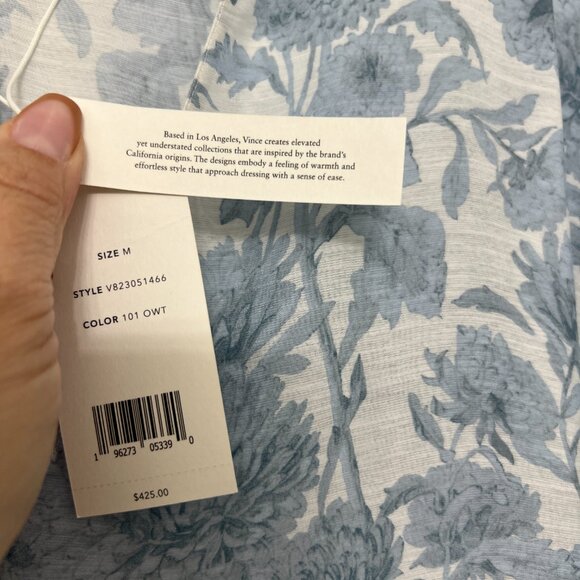 Based in Los Angeles, Vince creates elevated
yet understated collections that are inspired by the brand's
California origins. The designs embody a feeling of warmth and
effortless style that approach dressing with a sense of ease.
SIZE M
STYLE V823051466
COLOR 101 OWT
1 96273 05339 0
$425.00